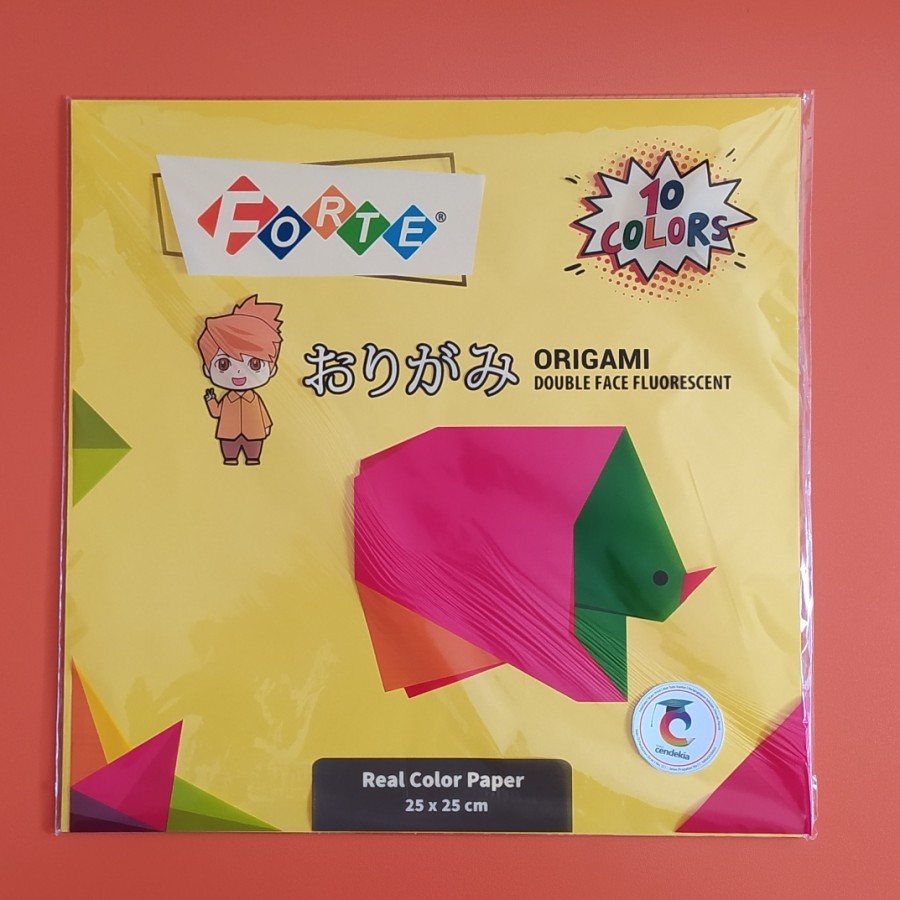 FORTE®
10
COLORS
おりがみ
ORIGAMI
DOUBLE FACE FLUORESCENT
cendekia
Real Color Paper
25 x 25 cm